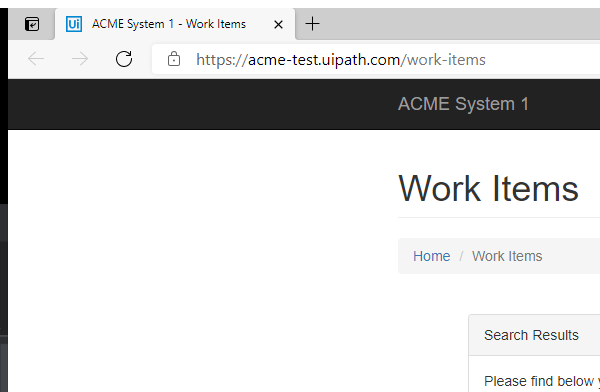 Ui ACME System 1 - Work Items
https://acme-test.uipath.com/work-items
ACME System 1
Work Items
Home / Work Items
Search Results
Please find below